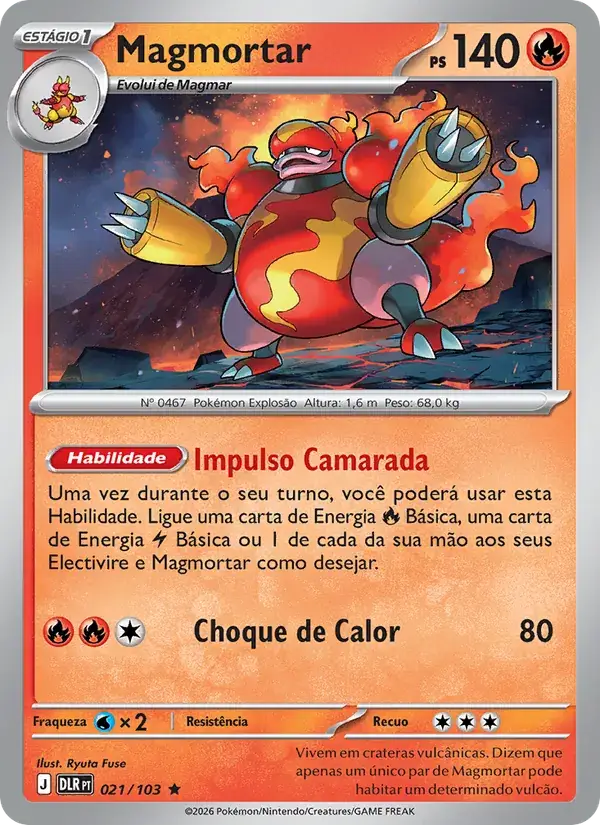 ESTÁGIO 1
Magmortar
PS 140
Evolui de Magmar
Nº 0467 Pokémon Explosão Altura: 1,6 m Peso: 68,0 kg
Habilidade Impulso Camarada
Uma vez durante o seu turno, você poderá usar esta
Habilidade. Ligue uma carta de Energia Básica, uma carta
de Energia Básica ou 1 de cada da sua mão aos seus
Electivire e Magmortar como desejar.
Choque de Calor 80
Fraqueza ×2 Resistência Recuo
Ilust. Ryuta Fuse
J DLR PT 021/103 ★
Vivem em crateras vulcânicas. Dizem que
apenas um único par de Magmortar pode
habitar um determinado vulcão.
©2026 Pokémon/Nintendo/Creatures/GAME FREAK